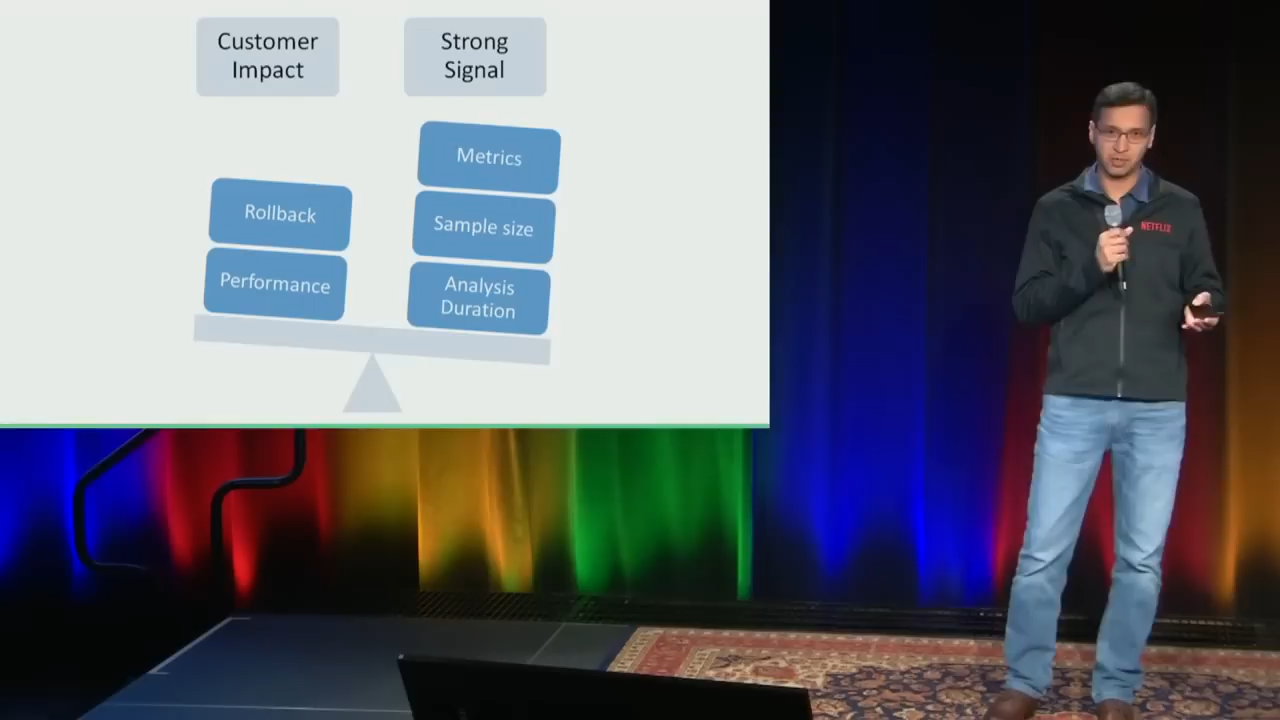 Customer
Impact
Strong
Signal
Metrics
Rollback
Sample size
Performance
Analysis
Duration
NETFLIX